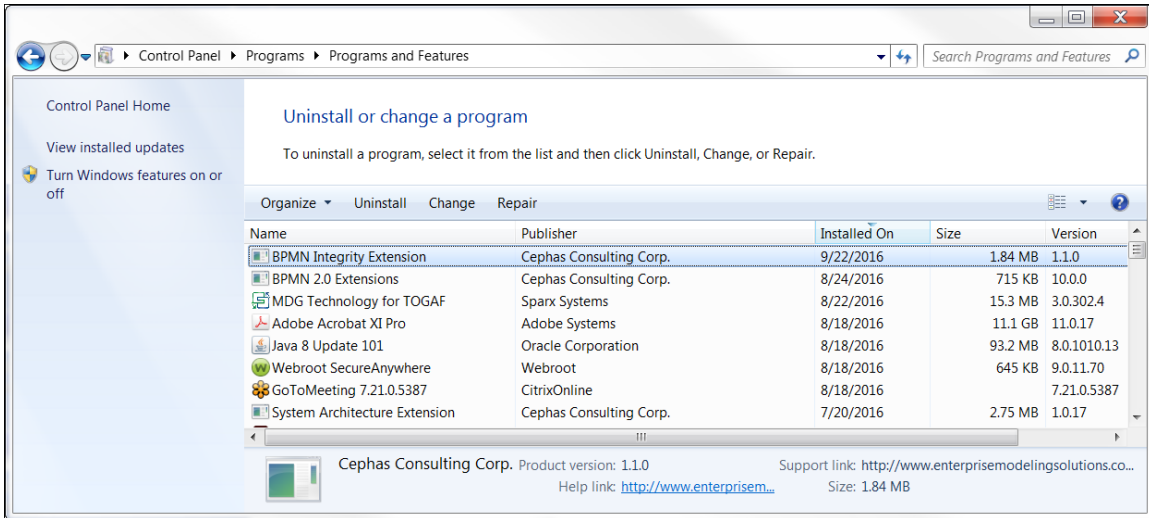 Control Panel Programs Programs and Features
Search Programs and Features
Control Panel Home
View installed updates
Turn Windows features on or
off
Uninstall or change a program
To uninstall a program, select it from the list and then click Uninstall, Change, or Repair.
Organize Uninstall Change Repair
Name Publisher Installed On Size Version
BPMN Integrity Extension Cephas Consulting Corp. 9/22/2016 1.84 MB 1.1.0
BPMN 2.0 Extensions Cephas Consulting Corp. 8/24/2016 715 KB 10.0.0
MDG Technology for TOGAF Sparx Systems 8/22/2016 15.3 MB 3.0.302.4
Adobe Acrobat XI Pro Adobe Systems 8/18/2016 11.1 GB 11.0.17
Java 8 Update 101 Oracle Corporation 8/18/2016 93.2 MB 8.0.1010.13
Webroot SecureAnywhere Webroot 8/18/2016 645 KB 9.0.11.70
GoToMeeting 7.21.0.5387 CitrixOnline 8/18/2016 7.21.0.5387
System Architecture Extension Cephas Consulting Corp. 7/20/2016 2.75 MB 1.0.17
Cephas Consulting Corp. Product version: 1.1.0 Support link: http://www.enterprisemodelingsolutions.co...
Help link: http://www.enterprisem... Size: 1.84 MB